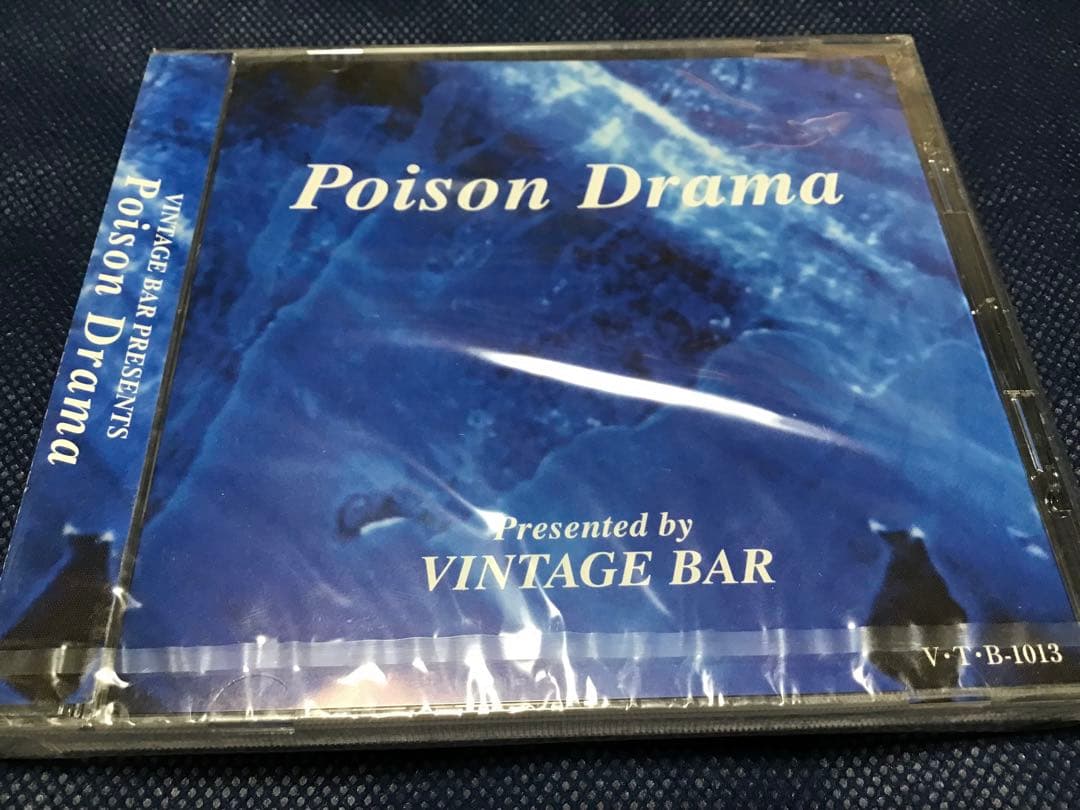 VINTAGE BAR PRESENTS
Poison Drama
Poison Drama
Presented by
VINTAGE BAR
V・T・B-1013